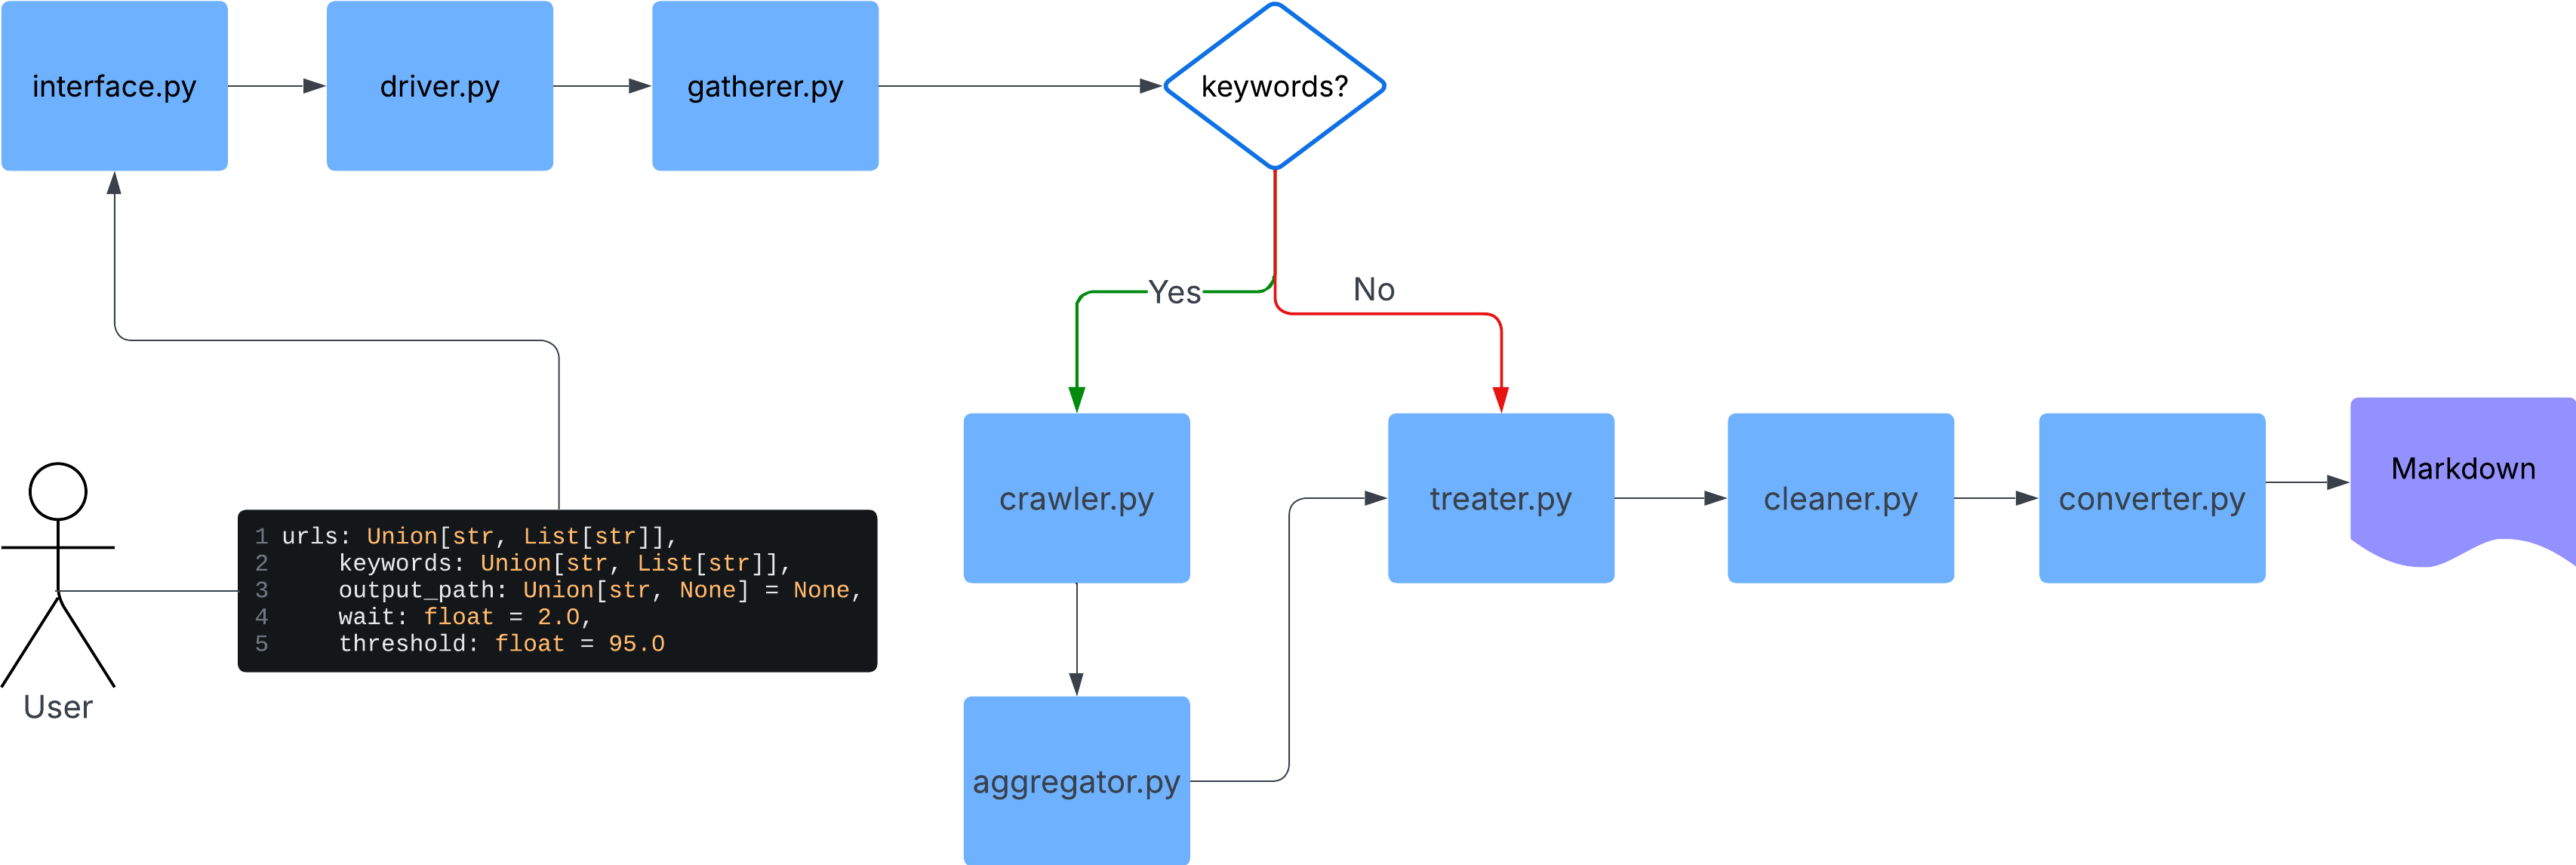 interface.py
driver.py
gatherer.py
keywords?
Yes
No
1 urls: Union[str, List[str]],
2     keywords: Union[str, List[str]],
3     output_path: Union[str, None] = None,
4     wait: float = 2.0,
5     threshold: float = 95.0
User
crawler.py
treater.py
cleaner.py
converter.py
Markdown
aggregator.py